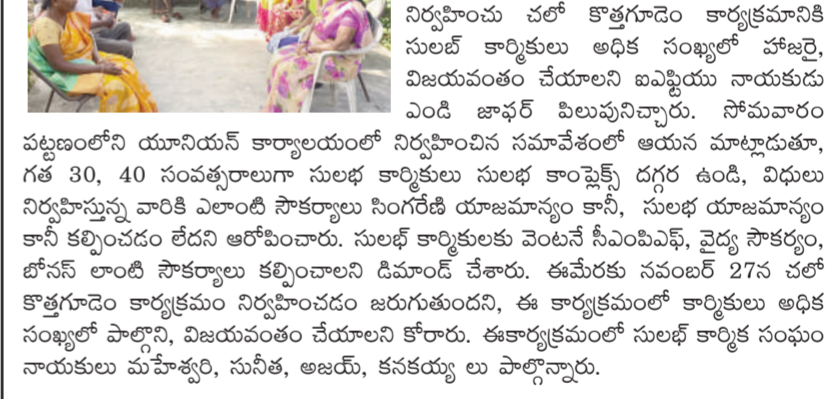 నిర్వహించు చలో కొత్తగూడెం కార్యక్రమానికి
సులబ్ కార్మికులు అధిక సంఖ్యలో హాజరై,
విజయవంతం చేయాలని ఐఎఫ్టియు నాయకుడు
ఎండి జాఫర్ పిలుపునిచ్చారు. సోమవారం
పట్టణంలోని యూనియన్ కార్యాలయంలో నిర్వహించిన సమావేశంలో ఆయన మాట్లాడుతూ,
గత 30, 40 సంవత్సరాలుగా సులభ కార్మికులు సులభ కాంప్లెక్స్ దగ్గర ఉండి, విధులు
నిర్వహిస్తున్న వారికి ఎలాంటి సౌకర్యాలు సింగరేణి యాజమాన్యం కానీ, సులభ యాజమాన్యం
కానీ కల్పించడం లేదని ఆరోపించారు. సులభ్ కార్మికులకు వెంటనే సీఎంపిఎఫ్, వైద్య సౌకర్యం,
బోనస్ లాంటి సౌకర్యాలు కల్పించాలని డిమాండ్ చేశారు. ఈమేరకు నవంబర్ 27న చలో
కొత్తగూడెం కార్యక్రమం నిర్వహించడం జరుగుతుందని, ఈ కార్యక్రమంలో కార్మికులు అధిక
సంఖ్యలో పాల్గొని, విజయవంతం చేయాలని కోరారు. ఈకార్యక్రమంలో సులభ్ కార్మిక సంఘం
నాయకులు మహేశ్వరి, సునీత, అజయ్, కనకయ్య లు పాల్గొన్నారు.